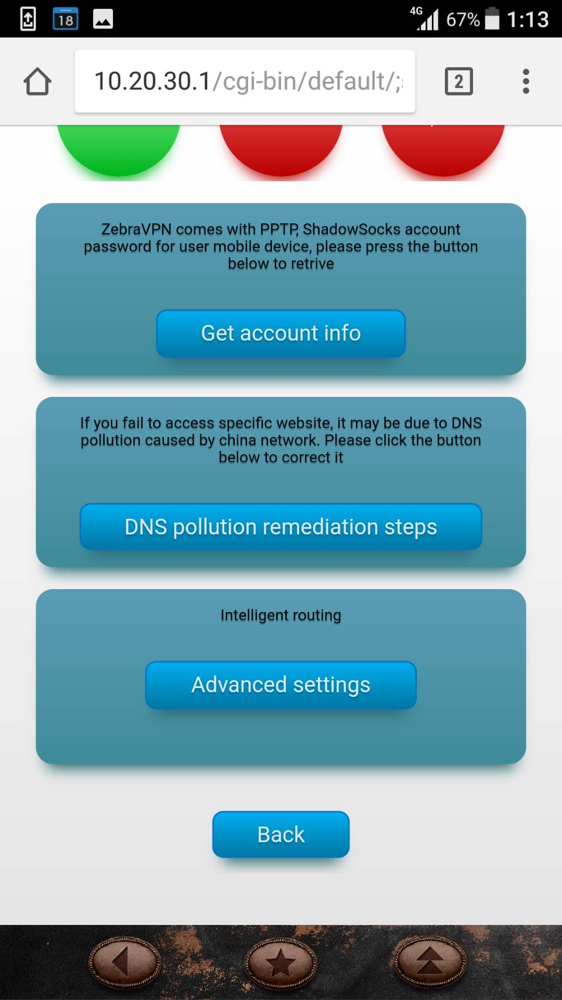 18
4G
67%
1:13
10.20.30.1/cgi-bin/default/;
2
ZebraVPN comes with PPTP, ShadowSocks account
password for user mobile device, please press the button
below to retrive
Get account info
If you fail to access specific website, it may be due to DNS
pollution caused by china network. Please click the button
below to correct it
DNS pollution remediation steps
Intelligent routing
Advanced settings
Back